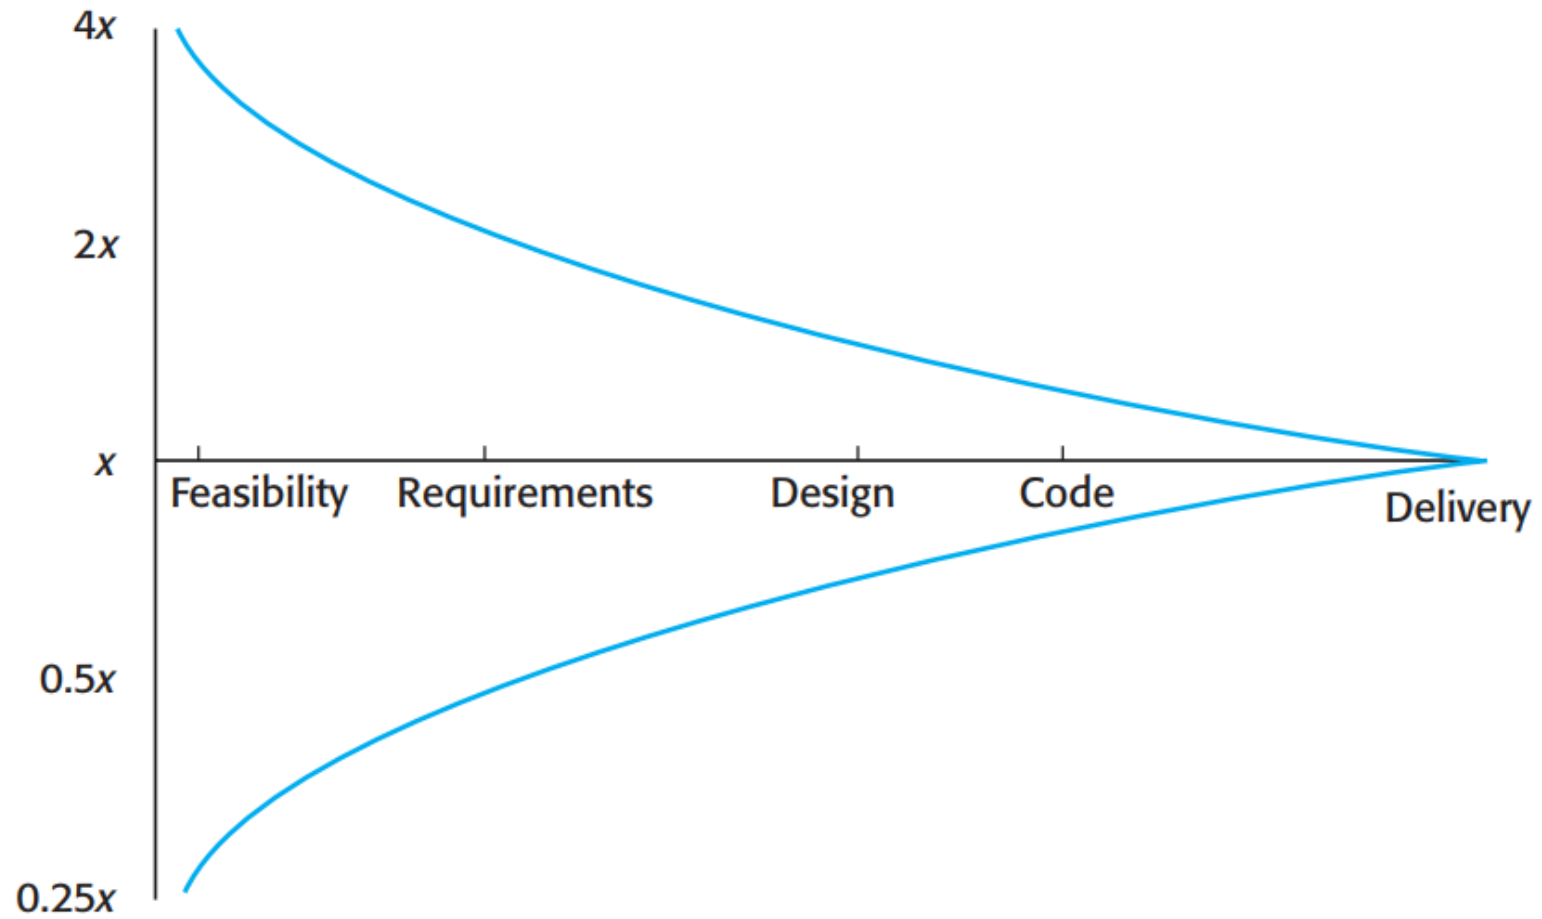 4x
2x
x
Feasibility Requirements Design Code Delivery
0.5x
0.25x